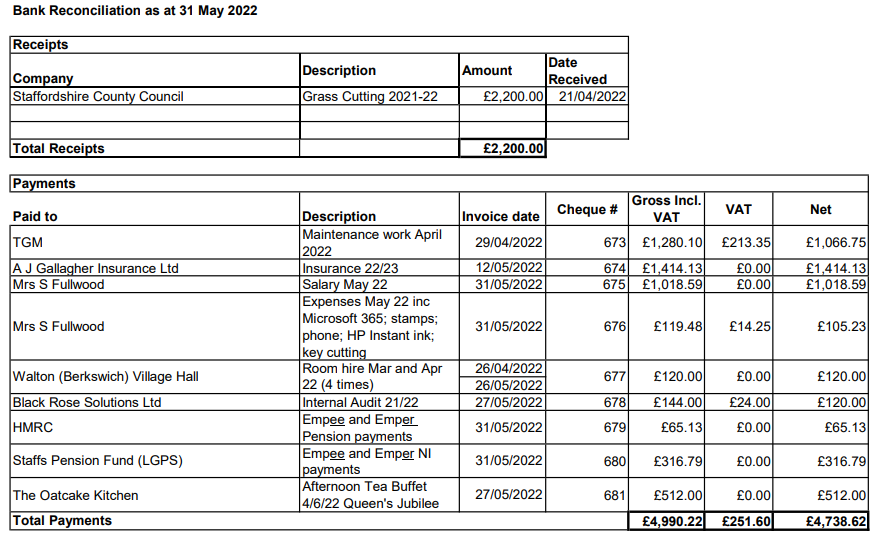 Bank Reconciliation as at 31 May 2022
Receipts
Company Description Amount Date Received
Staffordshire County Council Grass Cutting 2021-22 £2,200.00 21/04/2022
Total Receipts £2,200.00
Payments
Paid to Description Invoice date Cheque # Gross Incl. VAT VAT Net
TGM Maintenance work April 2022 29/04/2022 673 £1,280.10 £213.35 £1,066.75
A J Gallagher Insurance Ltd Insurance 22/23 12/05/2022 674 £1,414.13 £0.00 £1,414.13
Mrs S Fullwood Salary May 22 31/05/2022 675 £1,018.59 £0.00 £1,018.59
Mrs S Fullwood Expenses May 22 inc Microsoft 365; stamps; phone; HP Instant ink; key cutting 31/05/2022 676 £119.48 £14.25 £105.23
Walton (Berkswich) Village Hall Room hire Mar and Apr 22 (4 times) 26/04/2022 26/05/2022 677 £120.00 £0.00 £120.00
Black Rose Solutions Ltd Internal Audit 21/22 27/05/2022 678 £144.00 £24.00 £120.00
HMRC Empee and Emper Pension payments 31/05/2022 679 £65.13 £0.00 £65.13
Staffs Pension Fund (LGPS) Empee and Emper NI payments 31/05/2022 680 £316.79 £0.00 £316.79
The Oatcake Kitchen Afternoon Tea Buffet 4/6/22 Queen's Jubilee 27/05/2022 681 £512.00 £0.00 £512.00
Total Payments £4,990.22 £251.60 £4,738.62